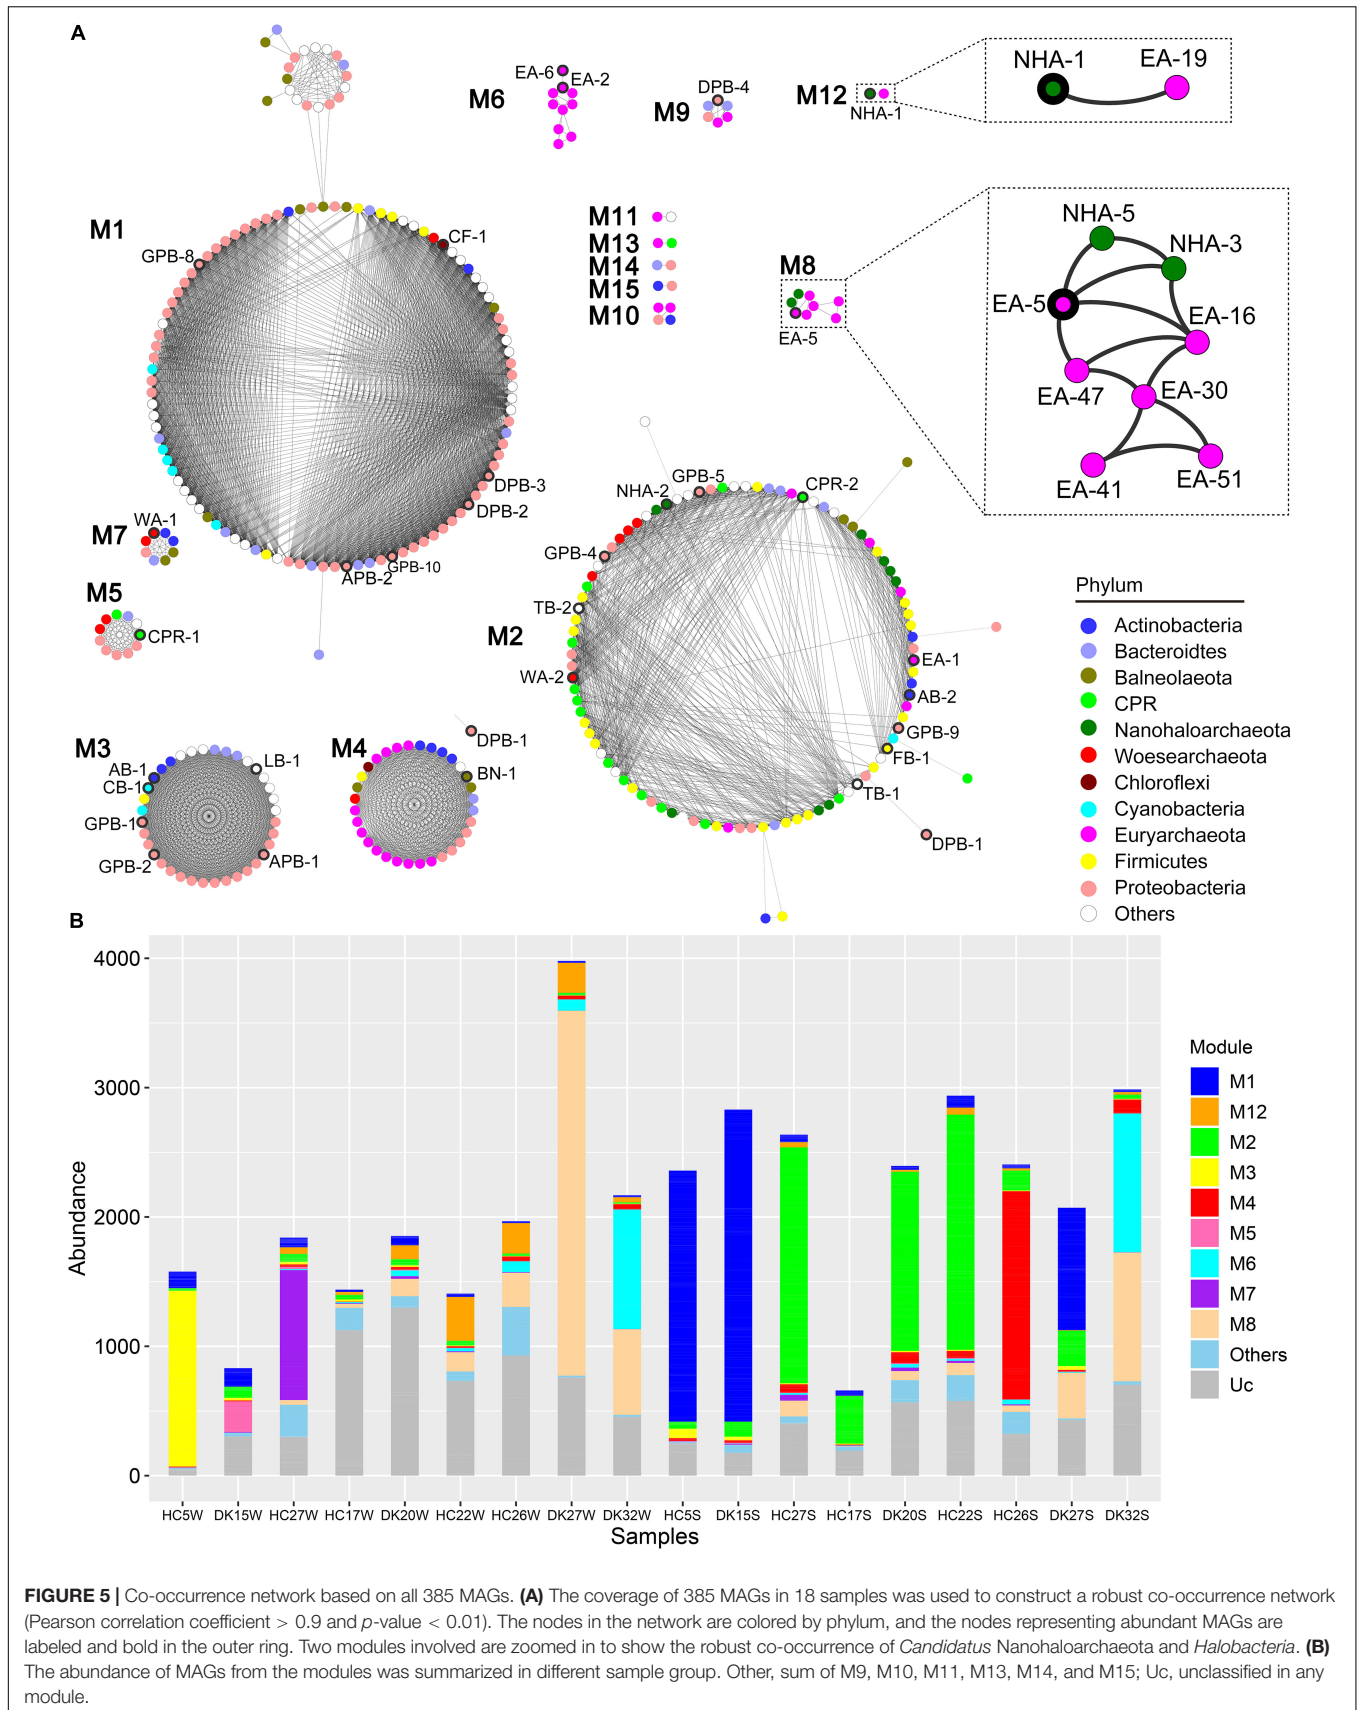 A
EA-6
EA-2
M6
DPB-4
M9
M12
NHA-1
NHA-1
EA-19
M1
GPB-8
CF-1
DPB-3
DPB-2
GPB-10
APB-2
M11
M13
M14
M15
M10
M8
EA-5
NHA-5
NHA-3
EA-5
EA-16
EA-47
EA-30
EA-41
EA-51
M7
WA-1
M5
CPR-1
M2
GPB-5
CPR-2
NHA-2
GPB-4
TB-2
WA-2
EA-1
AB-2
GPB-9
FB-1
TB-1
DPB-1
M3
AB-1
CB-1
LB-1
GPB-1
GPB-2
APB-1
M4
DPB-1
BN-1
Phylum
Actinobacteria
Bacteroidtes
Balneolaeota
CPR
Nanohaloarchaeota
Woesearchaeota
Chloroflexi
Cyanobacteria
Euryarchaeota
Firmicutes
Proteobacteria
Others
B
4000
3000
2000
1000
0
Abundance
HC5W DK15W HC27W HC17W DK20W HC22W HC26W DK27W DK32W HC5S DK15S HC27S HC17S DK20S HC22S HC26S DK27S DK32S
Samples
Module
M1
M12
M2
M3
M4
M5
M6
M7
M8
Others
Uc
FIGURE 5 | Co-occurrence network based on all 385 MAGs. (A) The coverage of 385 MAGs in 18 samples was used to construct a robust co-occurrence network
(Pearson correlation coefficient > 0.9 and p-value < 0.01). The nodes in the network are colored by phylum, and the nodes representing abundant MAGs are
labeled and bold in the outer ring. Two modules involved are zoomed in to show the robust co-occurrence of Candidatus Nanohaloarchaeota and Halobacteria. (B)
The abundance of MAGs from the modules was summarized in different sample group. Other, sum of M9, M10, M11, M13, M14, and M15; Uc, unclassified in any
module.